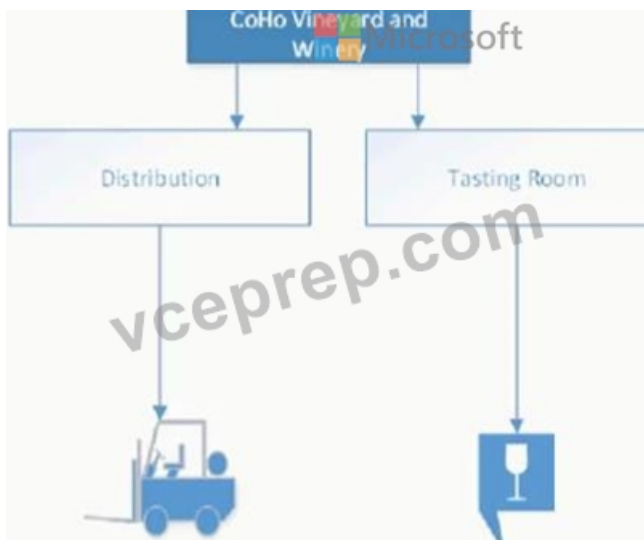 CoHo Vineyard and
Winery
Microsoft
Distribution
Tasting Room
vceprep.com